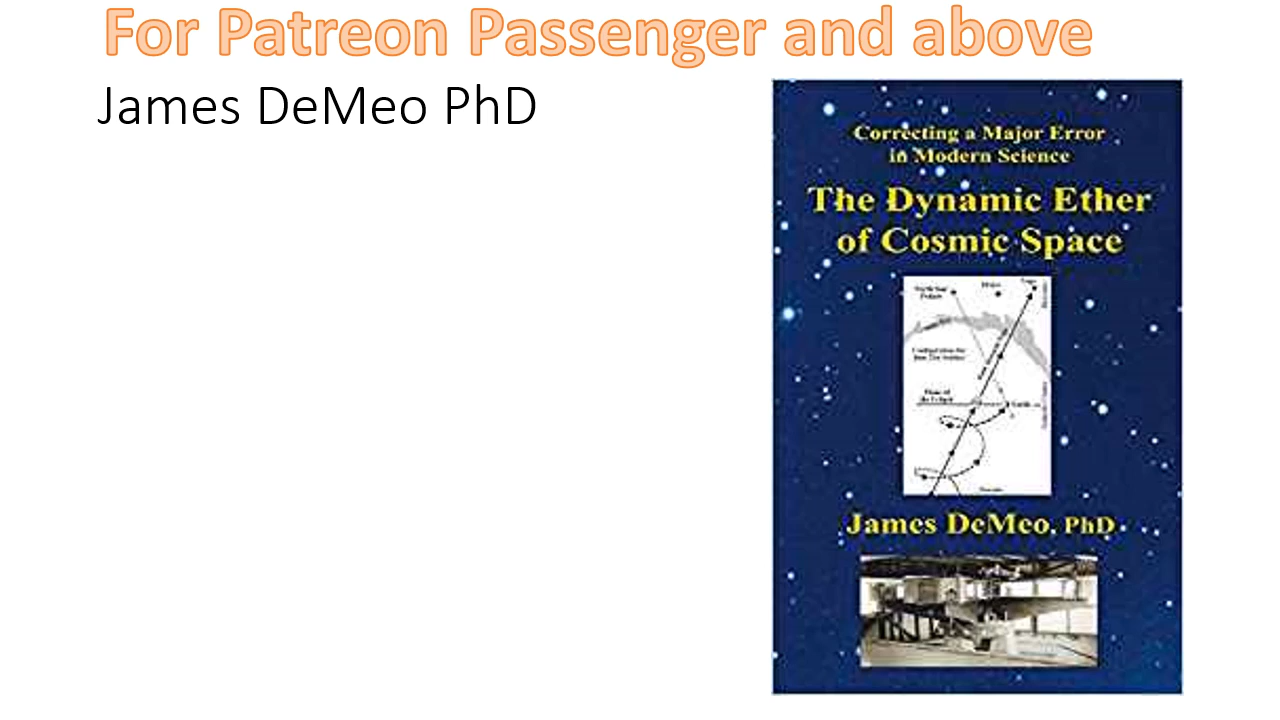 For Patreon Passenger and above
James DeMeo PhD
Correcting a Major Error
in Modern Science
The Dynamic Ether
of Cosmic Space
James DeMeo, PhD